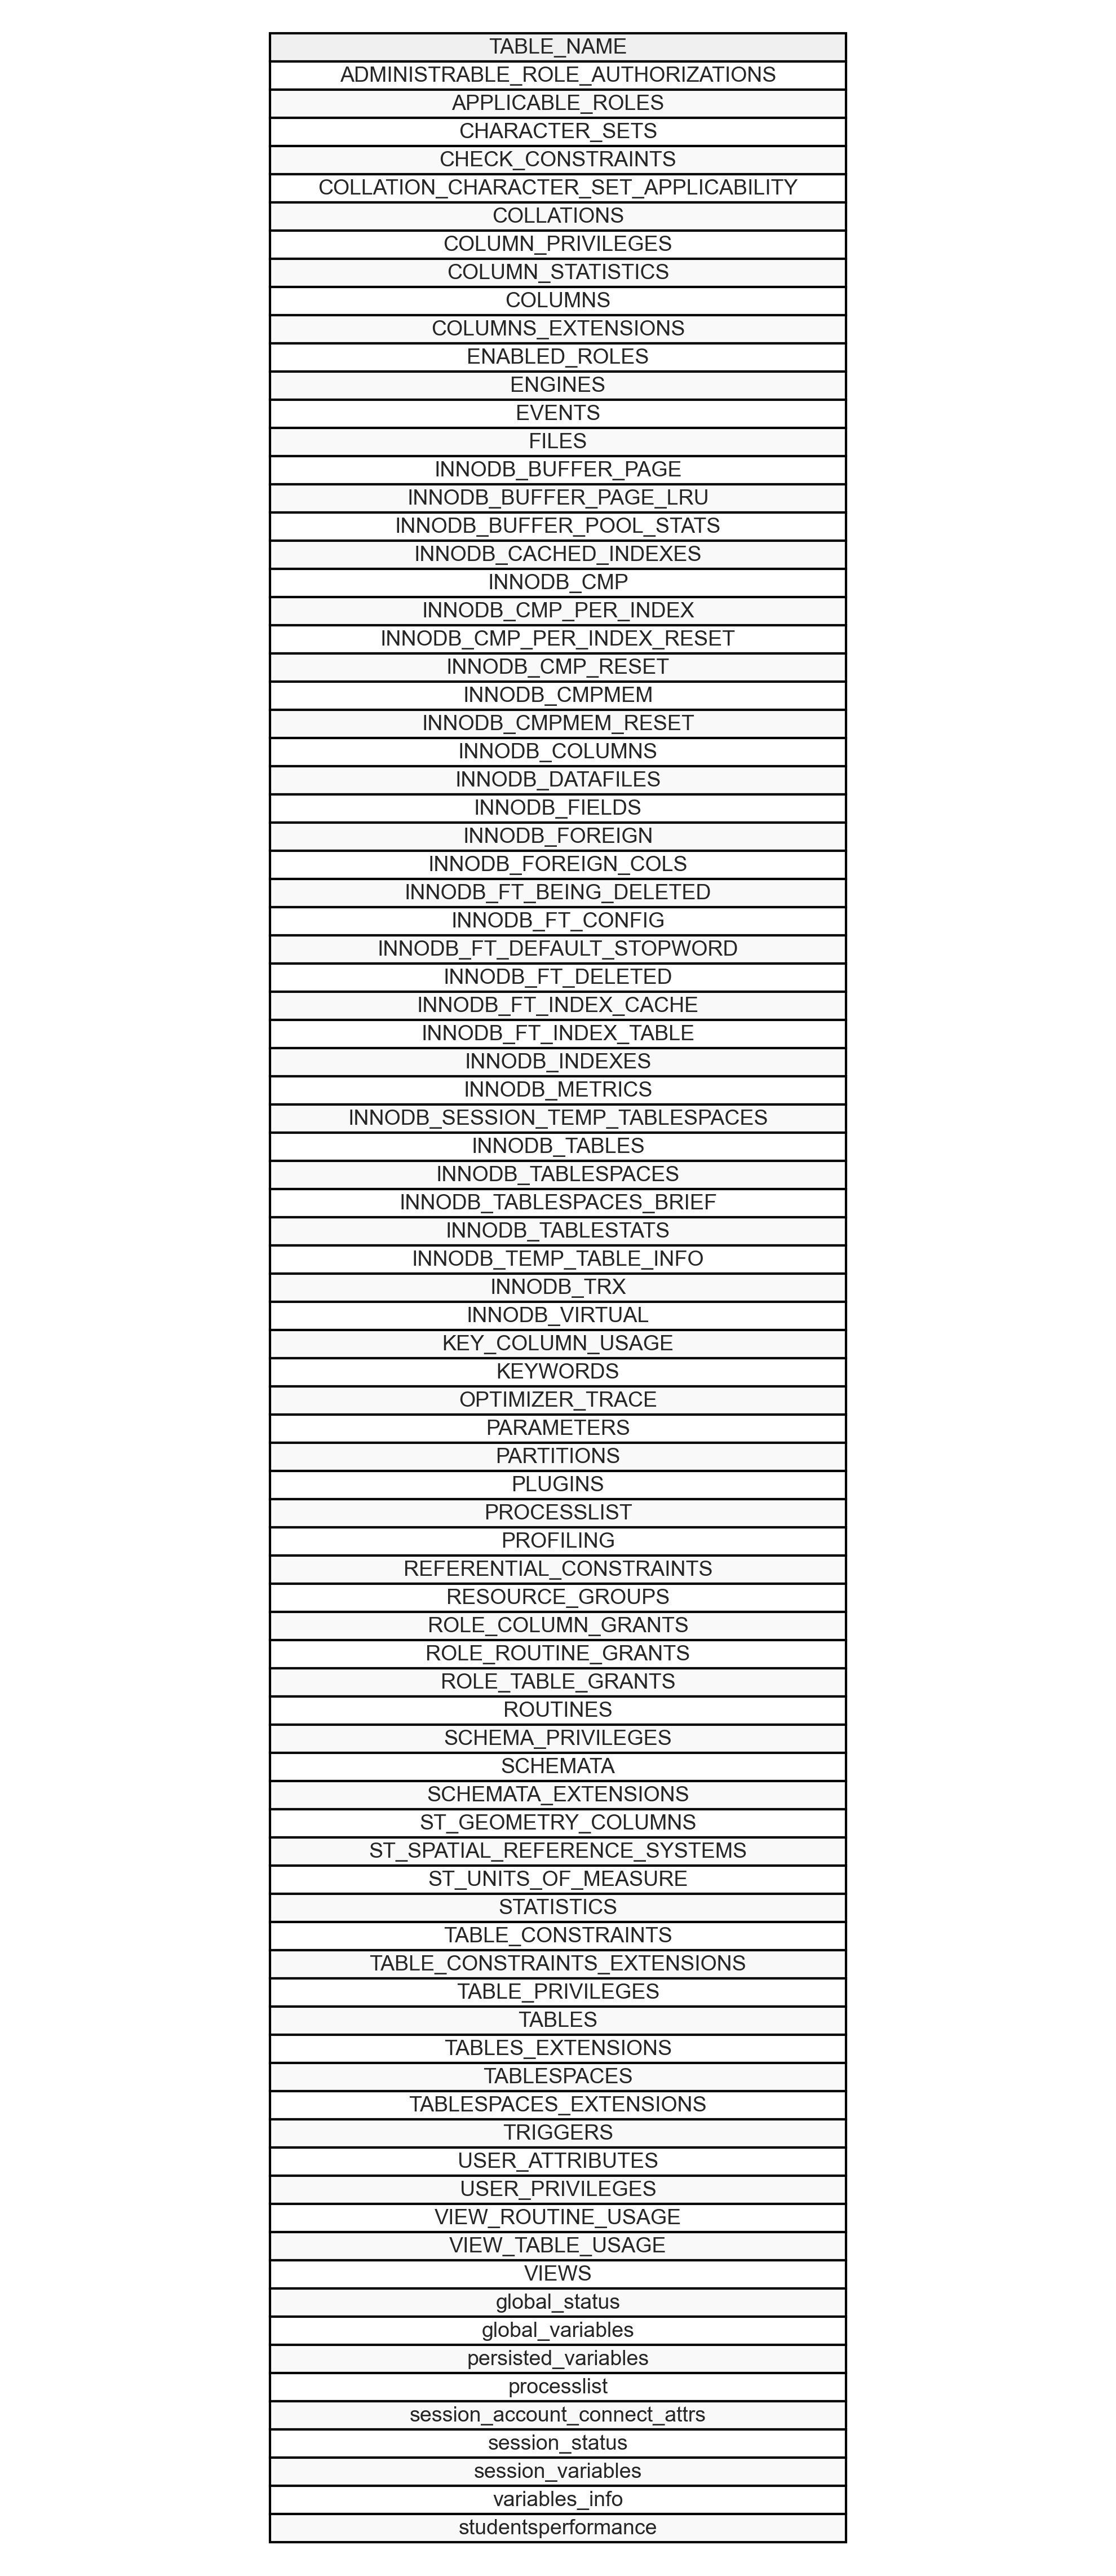 TABLE_NAME
ADMINISTRABLE_ROLE_AUTHORIZATIONS
APPLICABLE_ROLES
CHARACTER_SETS
CHECK_CONSTRAINTS
COLLATION_CHARACTER_SET_APPLICABILITY
COLLATIONS
COLUMN_PRIVILEGES
COLUMN_STATISTICS
COLUMNS
COLUMNS_EXTENSIONS
ENABLED_ROLES
ENGINES
EVENTS
FILES
INNODB_BUFFER_PAGE
INNODB_BUFFER_PAGE_LRU
INNODB_BUFFER_POOL_STATS
INNODB_CACHED_INDEXES
INNODB_CMP
INNODB_CMP_PER_INDEX
INNODB_CMP_PER_INDEX_RESET
INNODB_CMP_RESET
INNODB_CMPMEM
INNODB_CMPMEM_RESET
INNODB_COLUMNS
INNODB_DATAFILES
INNODB_FIELDS
INNODB_FOREIGN
INNODB_FOREIGN_COLS
INNODB_FT_BEING_DELETED
INNODB_FT_CONFIG
INNODB_FT_DEFAULT_STOPWORD
INNODB_FT_DELETED
INNODB_FT_INDEX_CACHE
INNODB_FT_INDEX_TABLE
INNODB_INDEXES
INNODB_METRICS
INNODB_SESSION_TEMP_TABLESPACES
INNODB_TABLES
INNODB_TABLESPACES
INNODB_TABLESPACES_BRIEF
INNODB_TABLESTATS
INNODB_TEMP_TABLE_INFO
INNODB_TRX
INNODB_VIRTUAL
KEY_COLUMN_USAGE
KEYWORDS
OPTIMIZER_TRACE
PARAMETERS
PARTITIONS
PLUGINS
PROCESSLIST
PROFILING
REFERENTIAL_CONSTRAINTS
RESOURCE_GROUPS
ROLE_COLUMN_GRANTS
ROLE_ROUTINE_GRANTS
ROLE_TABLE_GRANTS
ROUTINES
SCHEMA_PRIVILEGES
SCHEMATA
SCHEMATA_EXTENSIONS
ST_GEOMETRY_COLUMNS
ST_SPATIAL_REFERENCE_SYSTEMS
ST_UNITS_OF_MEASURE
STATISTICS
TABLE_CONSTRAINTS
TABLE_CONSTRAINTS_EXTENSIONS
TABLE_PRIVILEGES
TABLES
TABLES_EXTENSIONS
TABLESPACES
TABLESPACES_EXTENSIONS
TRIGGERS
USER_ATTRIBUTES
USER_PRIVILEGES
VIEW_ROUTINE_USAGE
VIEW_TABLE_USAGE
VIEWS
global_status
global_variables
persisted_variables
processlist
session_account_connect_attrs
session_status
session_variables
variables_info
studentsperformance